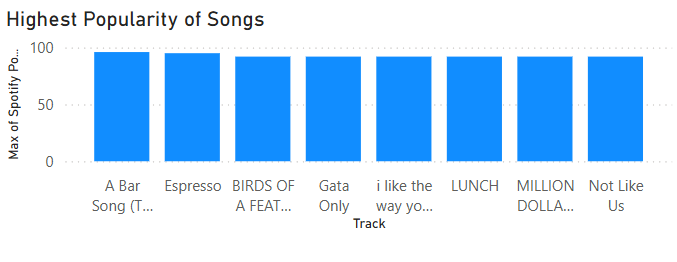 Highest Popularity of Songs
Max of Spotify Po...
100
50
0
A Bar Song (T...
Espresso
BIRDS OF A FEAT...
Gata Only
i like the way yo...
LUNCH
MILLION DOLLA...
Not Like Us
Track